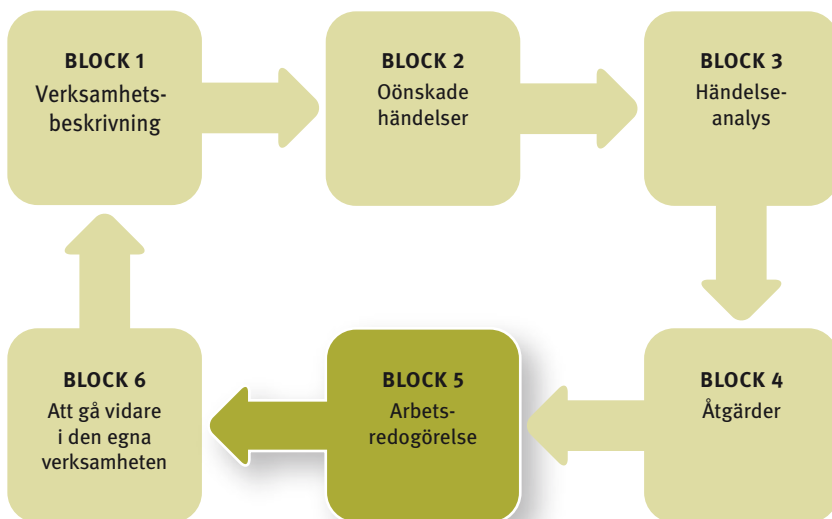 BLOCK 1
Verksamhets-
beskrivning
BLOCK 2
Oönskade
händelser
BLOCK 3
Händelse-
analys
BLOCK 4
Åtgärder
BLOCK 5
Arbets-
redogörelse
BLOCK 6
Att gå vidare
i den egna
verksamheten